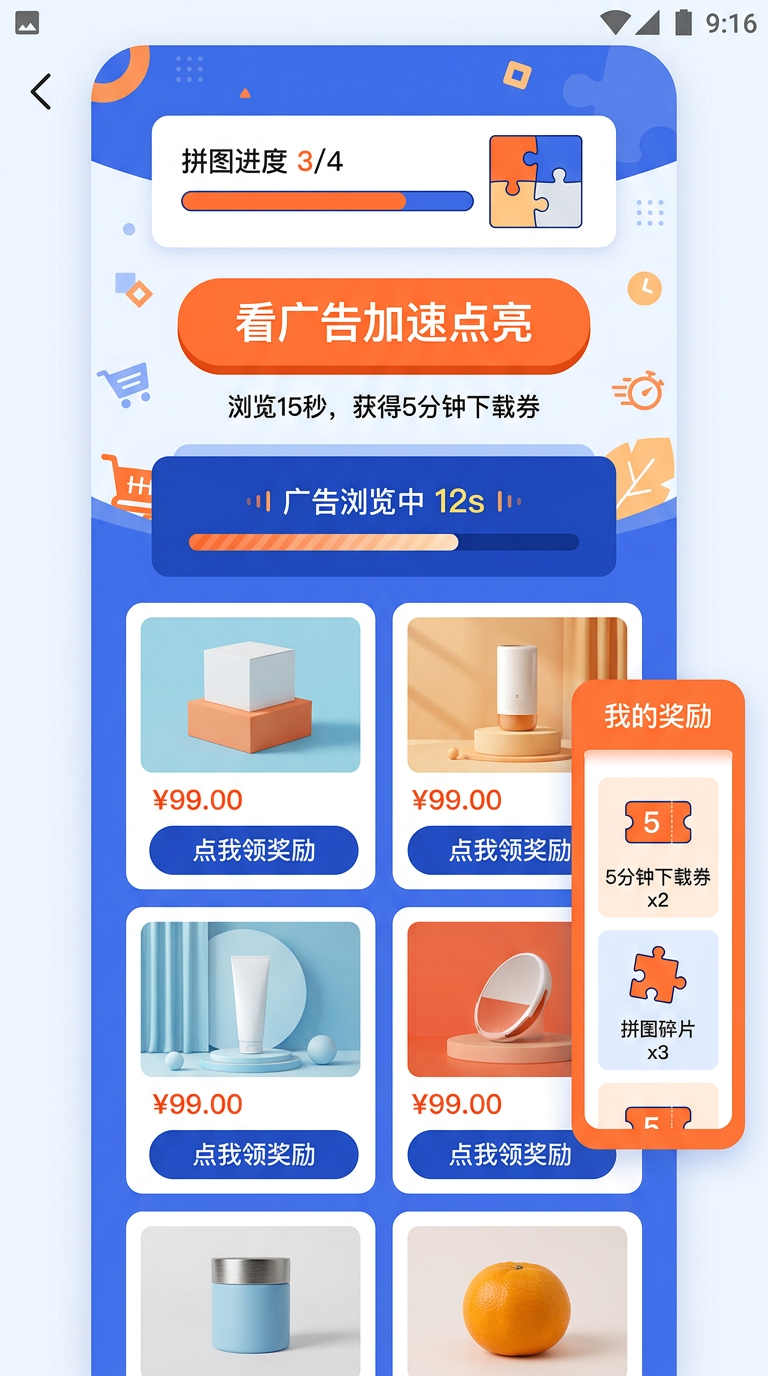 9:16
拼图进度 3/4
看广告加速点亮
浏览15秒，获得5分钟下载券
广告浏览中 12s
¥99.00
点我领奖励
¥99.00
点我领奖励
我的奖励
5
5分钟下载券
x2
拼图碎片
x3
5
¥99.00
点我领奖励
¥99.00
点我领奖励